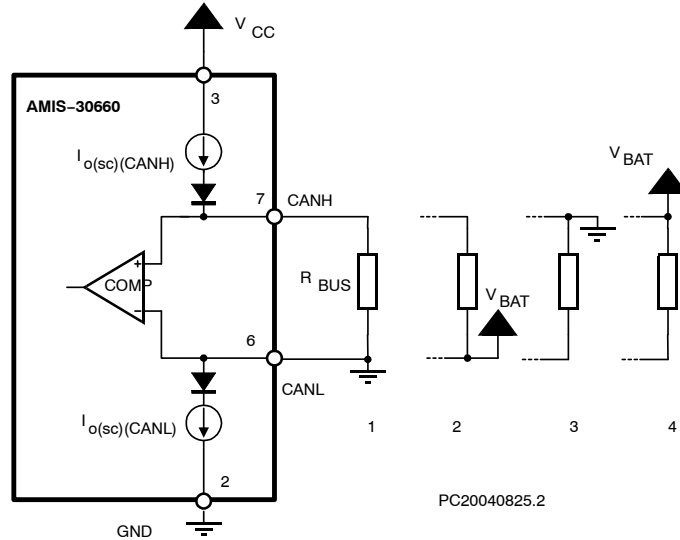 V CC
AMIS−30660
3
I o(sc)(CANH)
V BAT
7 CANH
COMP
+
−
R BUS
V BAT
6
CANL
I o(sc)(CANL)
1 2 3 4
2
PC20040825.2
GND